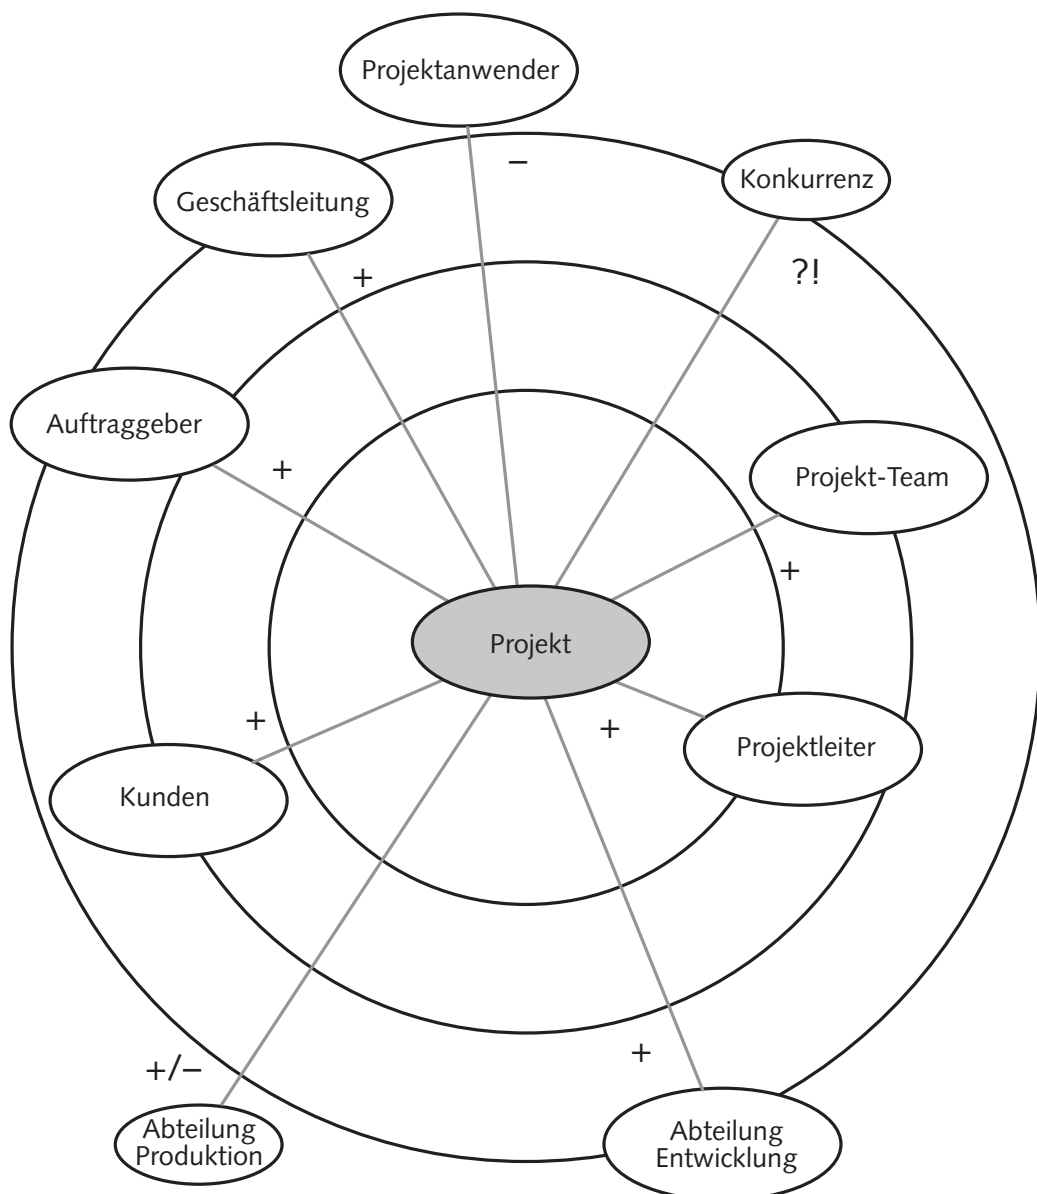 Projektanwender
–
Konkurrenz
Geschäftsleitung
?!
+
Auftraggeber
+
Projekt-Team
+
Projekt
+
+
Projektleiter
Kunden
+
+/–
Abteilung
Produktion
Abteilung
Entwicklung